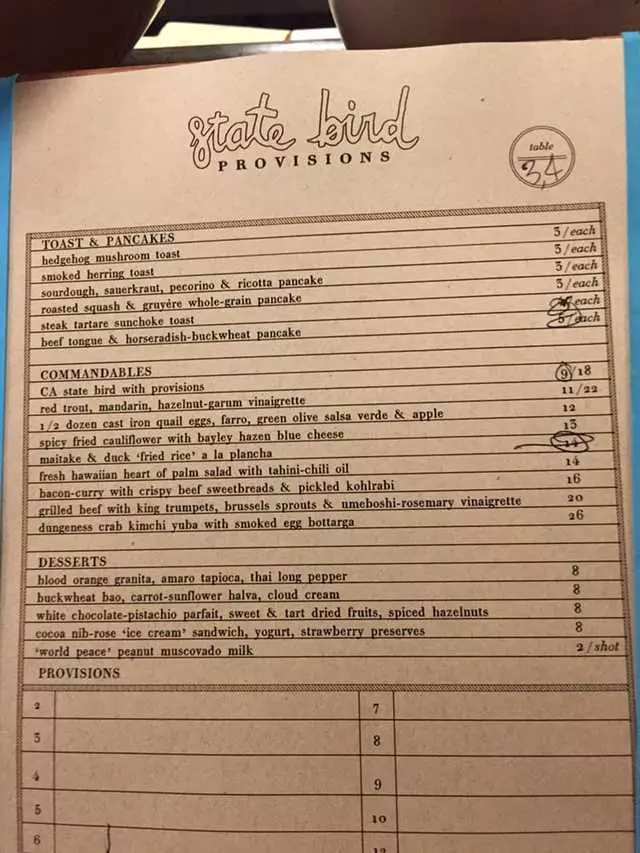 state bird
PROVISIONS
table
34
TOAST & PANCAKES
hedgehog mushroom toast 3/each
smoked herring toast 3/each
sourdough, sauerkraut, pecorino & ricotta pancake 3/each
roasted squash & gruyére whole-grain pancake 3/each
steak tartare sunchoke toast /each
beef tongue & horseradish-buckwheat pancake /each
COMMANDABLES
CA state bird with provisions 9/18
red trout, mandarin, hazelnut-garum vinaigrette 11/22
1/2 dozen cast iron quail eggs, farro, green olive salsa verde & apple 12
spicy fried cauliflower with bayley hazen blue cheese 13
maitake & duck 'fried rice' a la plancha 14
fresh hawaiian heart of palm salad with tahini-chili oil 14
bacon-curry with crispy beef sweetbreads & pickled kohlrabi 16
grilled beef with king trumpets, brussels sprouts & umeboshi-rosemary vinaigrette 20
dungeness crab kimchi yuba with smoked egg bottarga 26
DESSERTS
blood orange granita, amaro tapioca, thai long pepper 8
buckwheat bao, carrot-sunflower halva, cloud cream 8
white chocolate-pistachio parfait, sweet & tart dried fruits, spiced hazelnuts 8
cocoa nib-rose 'ice cream' sandwich, yogurt, strawberry preserves 8
'world peace' peanut muscovado milk 2/shot
PROVISIONS
2 7
3 8
4 9
5 10
6